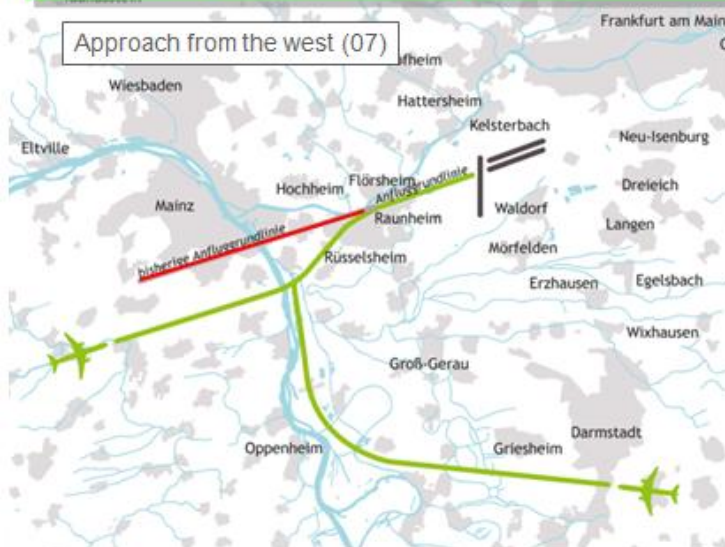 Approach from the west (07)
Frankfurt am Main
Wiesbaden
Hattersheim
Kelsterbach
Neu-Isenburg
Eltville
Hochheim
Flörsheim
Anfluggrundlinie
Dreieich
Mainz
Raunheim
Waldorf
Langen
bisherige Anfluggrundlinie
Rüsselsheim
Mörfelden
Erzhausen
Egelsbach
Wixhausen
Groß-Gerau
Oppenheim
Griesheim
Darmstadt